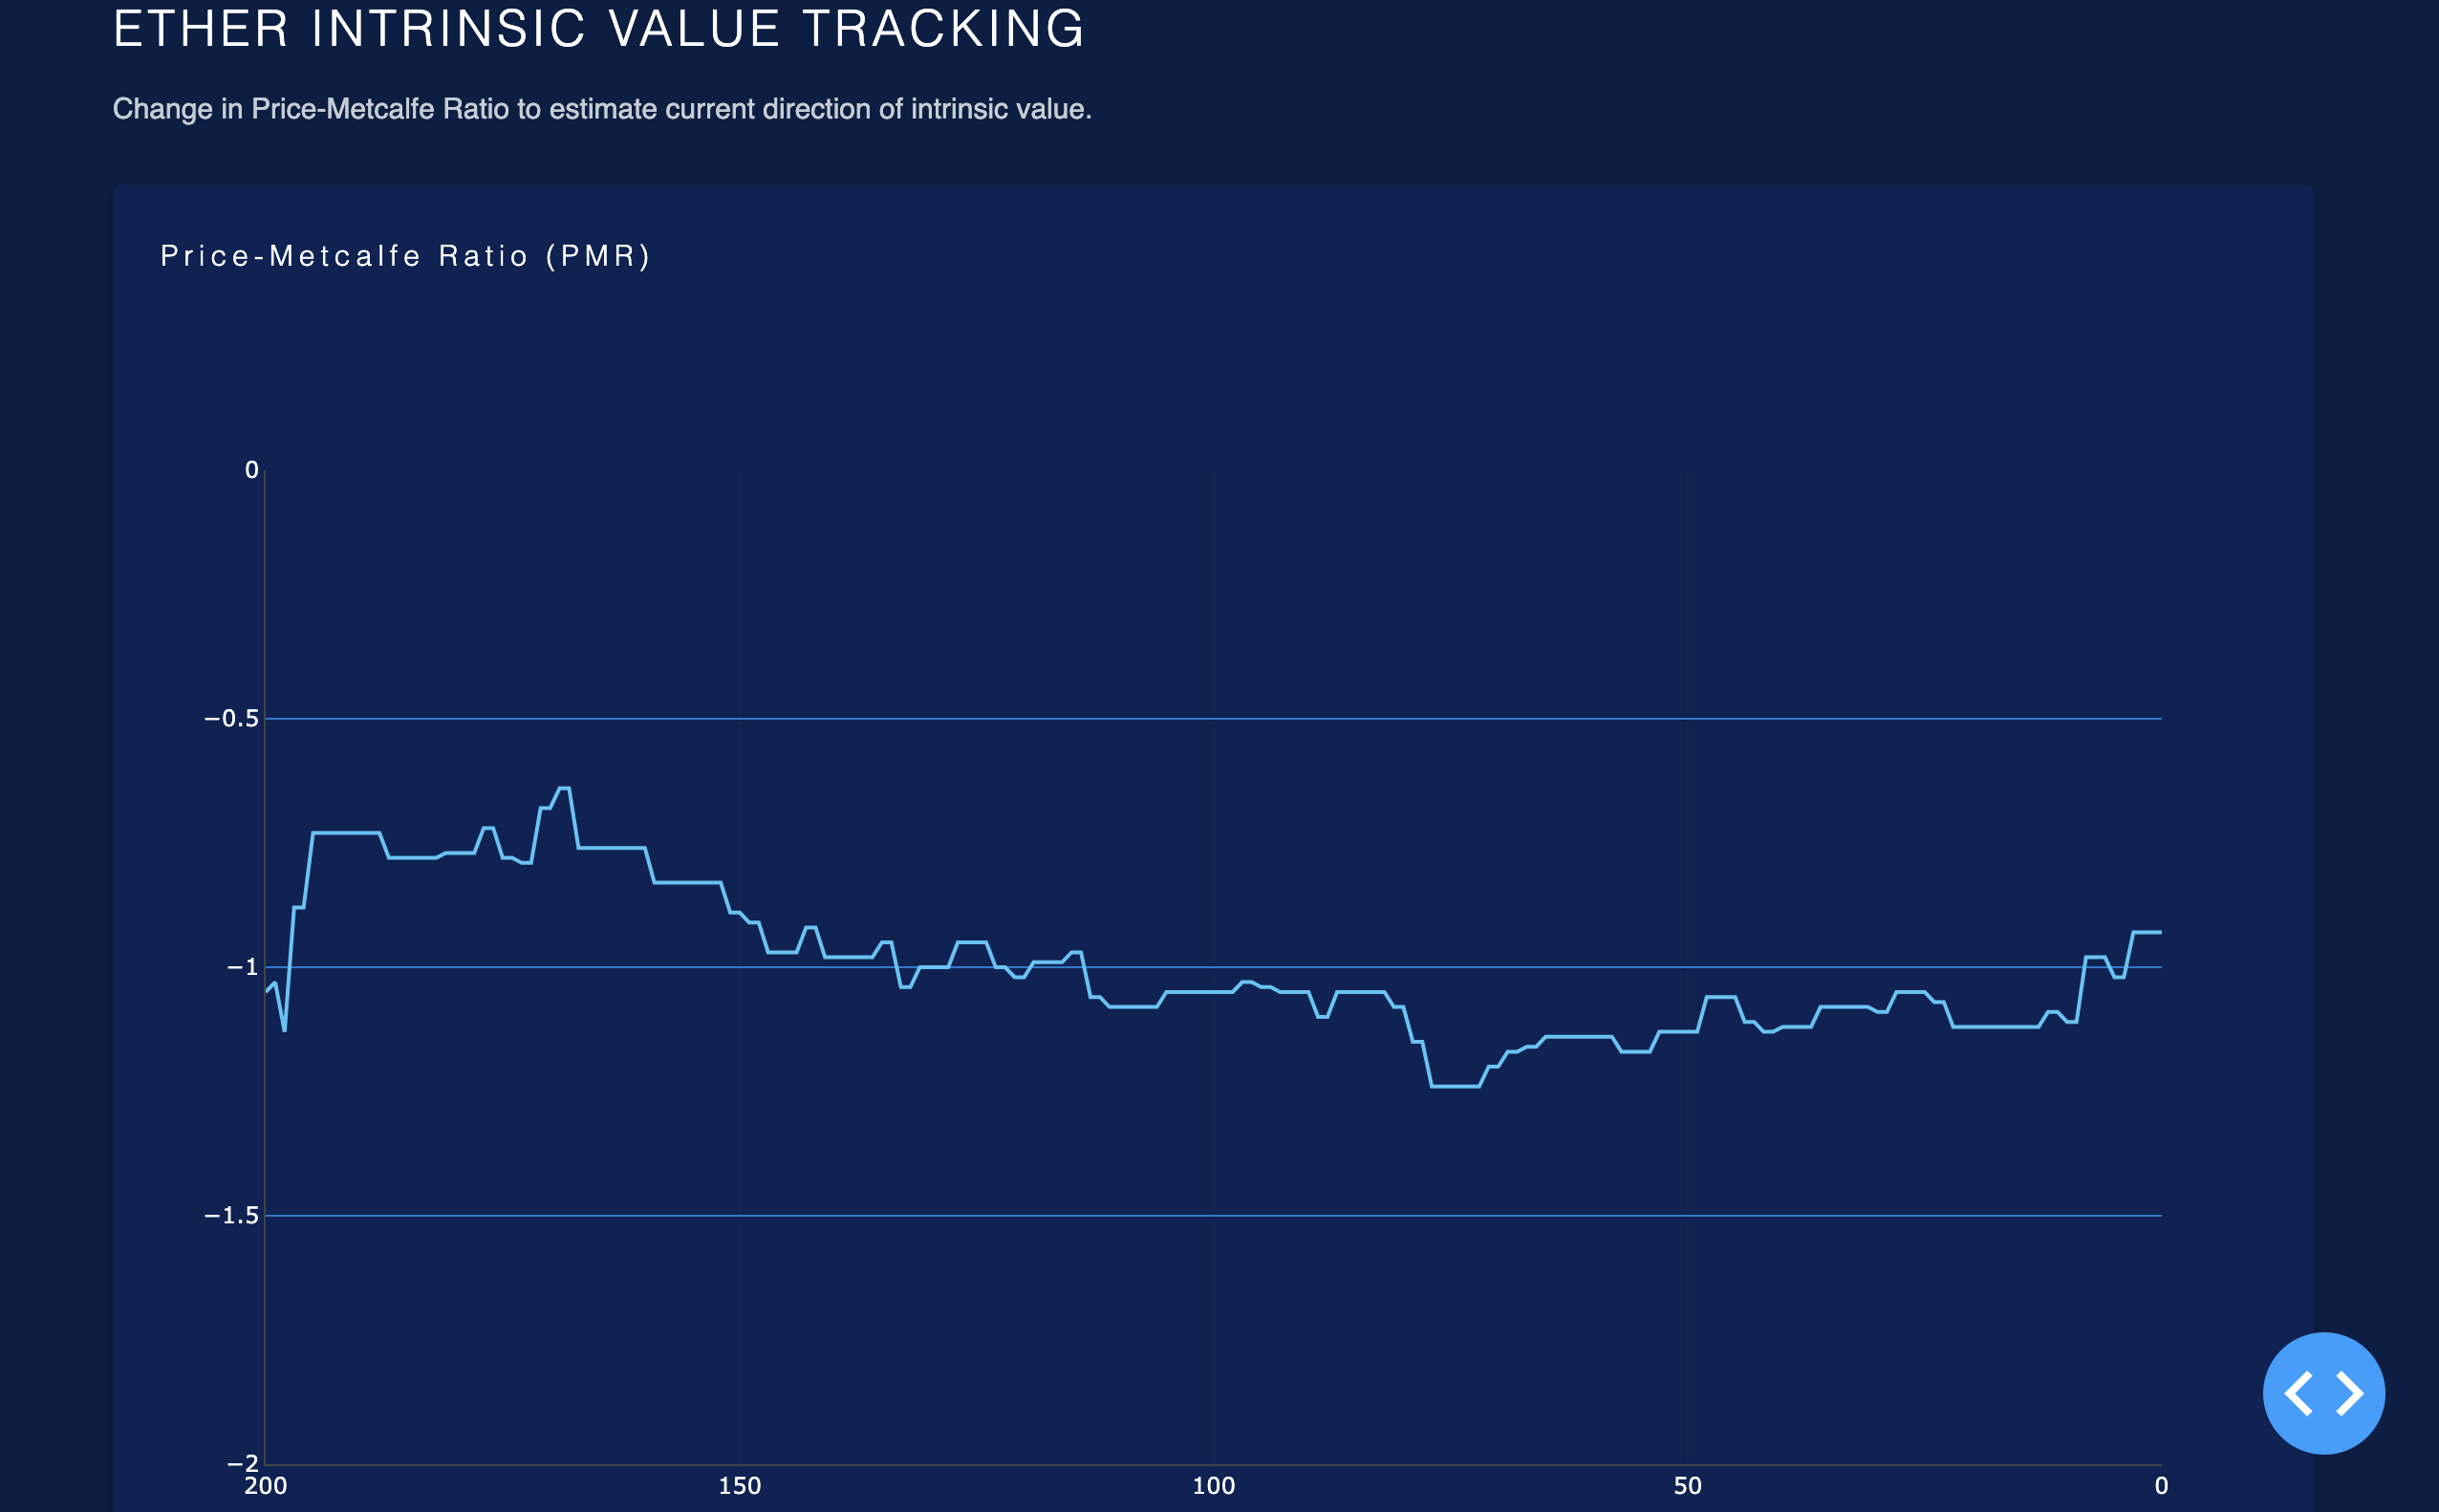 ETHER INTRINSIC VALUE TRACKING
Change in Price-Metcalfe Ratio to estimate current direction of intrinsic value.
Price-Metcalfe Ratio (PMR)
0
−0.5
−1
−1.5
−2
200 150 100 50 0